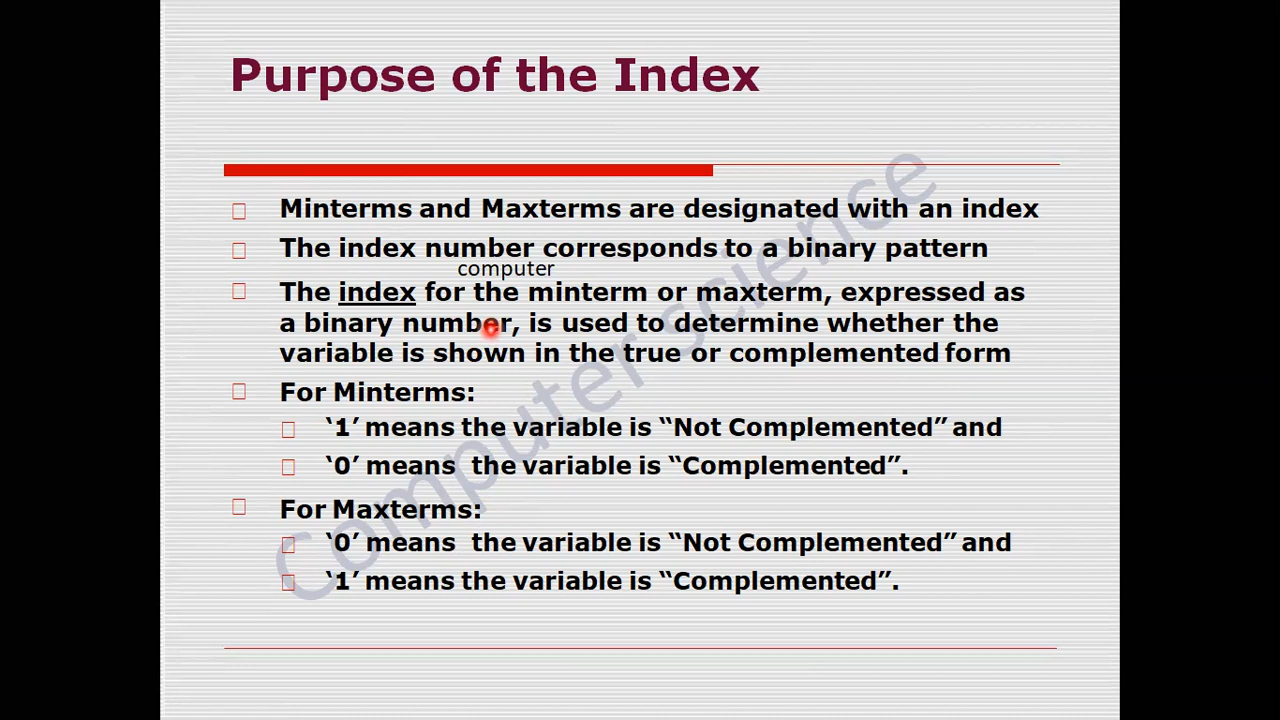 Purpose of the Index
Minterms and Maxterms are designated with an index
The index number corresponds to a binary pattern
computer
The index for the minterm or maxterm, expressed as
a binary number, is used to determine whether the
variable is shown in the true or complemented form
For Minterms:
‘1’ means the variable is “Not Complemented” and
‘0’ means the variable is “Complemented”.
For Maxterms:
‘0’ means the variable is “Not Complemented” and
‘1’ means the variable is “Complemented”.
Computer science